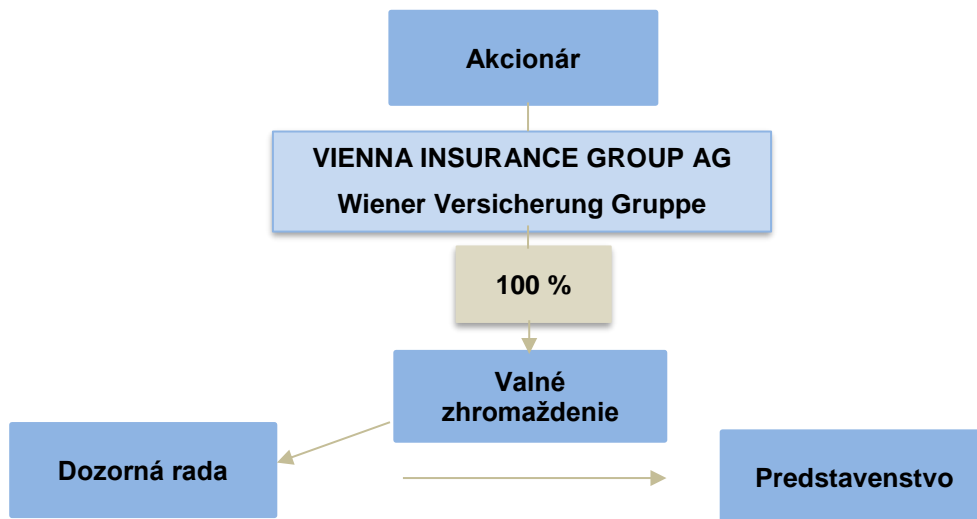 Akcionár
VIENNA INSURANCE GROUP AG
Wiener Versicherung Gruppe
100 %
Valné
zhromaždenie
Dozorná rada
Predstavenstvo